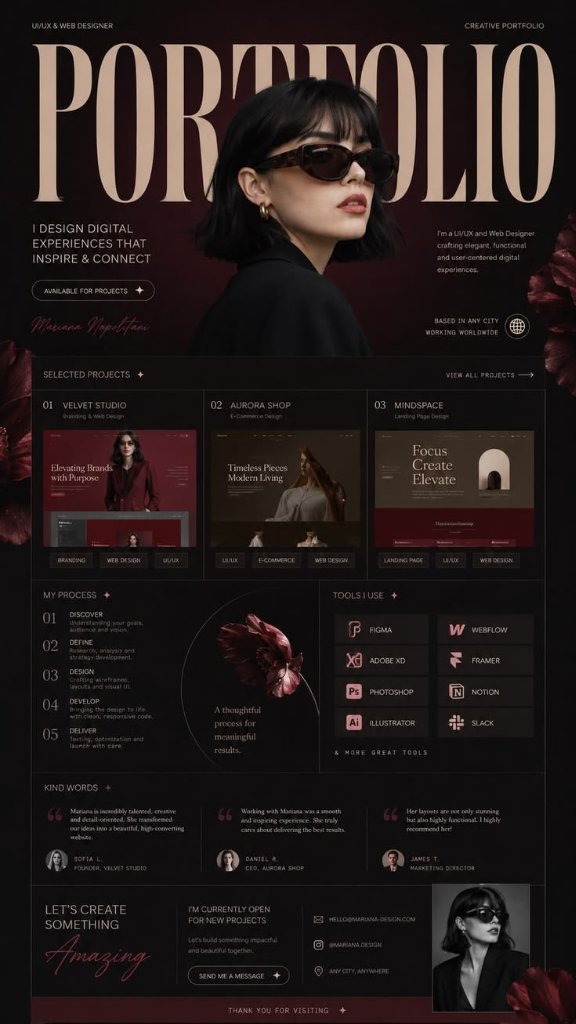 UI/UX & WEB DESIGNER
CREATIVE PORTFOLIO
PORTFOLIO
I DESIGN DIGITAL
EXPERIENCES THAT
INSPIRE & CONNECT
AVAILABLE FOR PROJECTS
Mariana Napolitani
I'm a UI/UX and Web Designer
crafting elegant, functional
and user-centered digital
experiences.
BASED IN ANY CITY
WORKING WORLDWIDE
SELECTED PROJECTS
VIEW ALL PROJECTS
01 VELVET STUDIO
Branding & Web Design
Elevating Brands
with Purpose
BRANDING WEB DESIGN UI/UX
02 AURORA SHOP
E-Commerce Design
Timeless Pieces
Modern Living
UI/UX E-COMMERCE WEB DESIGN
03 MINDSPACE
Landing Page Design
Focus
Create
Elevate
LANDING PAGE UI/UX WEB DESIGN
MY PROCESS
01 DISCOVER
Understanding your goals,
audience and vision.
02 DEFINE
Research, analysis and
strategy development.
03 DESIGN
Crafting wireframes,
layouts and visual UI.
04 DEVELOP
Bringing the design to life
with clean, responsive code.
05 DELIVER
Testing, optimization and
launch with care.
A thoughtful
process for
meaningful
results.
TOOLS I USE
FIGMA
WEBFLOW
Xd ADOBE XD
FRAMER
Ps PHOTOSHOP
NOTION
Ai ILLUSTRATOR
SLACK
& MORE GREAT TOOLS
KIND WORDS
Mariana is incredibly talented, creative
and detail-oriented. She transformed
our ideas into a beautiful, high-converting
website.
SOFIA L.
FOUNDER, VELVET STUDIO
Working with Mariana was a smooth
and inspiring experience. She truly
cares about delivering the best results.
DANIEL R.
CEO, AURORA SHOP
Her layouts are not only stunning
but also highly functional. I highly
recommend her!
JAMES T.
MARKETING DIRECTOR
LET'S CREATE
SOMETHING
Amazing
I'M CURRENTLY OPEN
FOR NEW PROJECTS
Let's build something impactful
and beautiful together.
SEND ME A MESSAGE
HELLO@MARIANA-DESIGN.COM
@MARIANA.DESIGN
ANY CITY, ANYWHERE
THANK YOU FOR VISITING